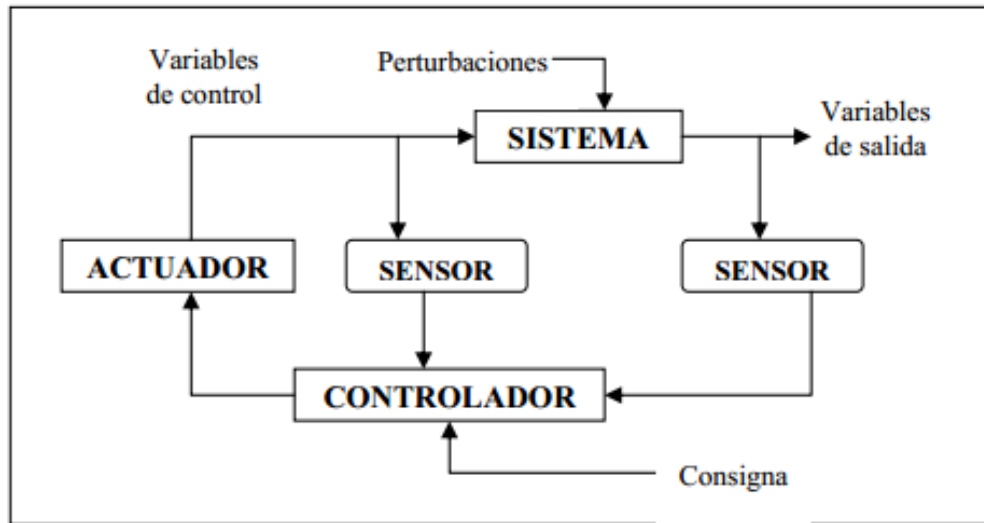 Variables
de control
Perturbaciones
SISTEMA
Variables
de salida
ACTUADOR
SENSOR
SENSOR
CONTROLADOR
Consigna